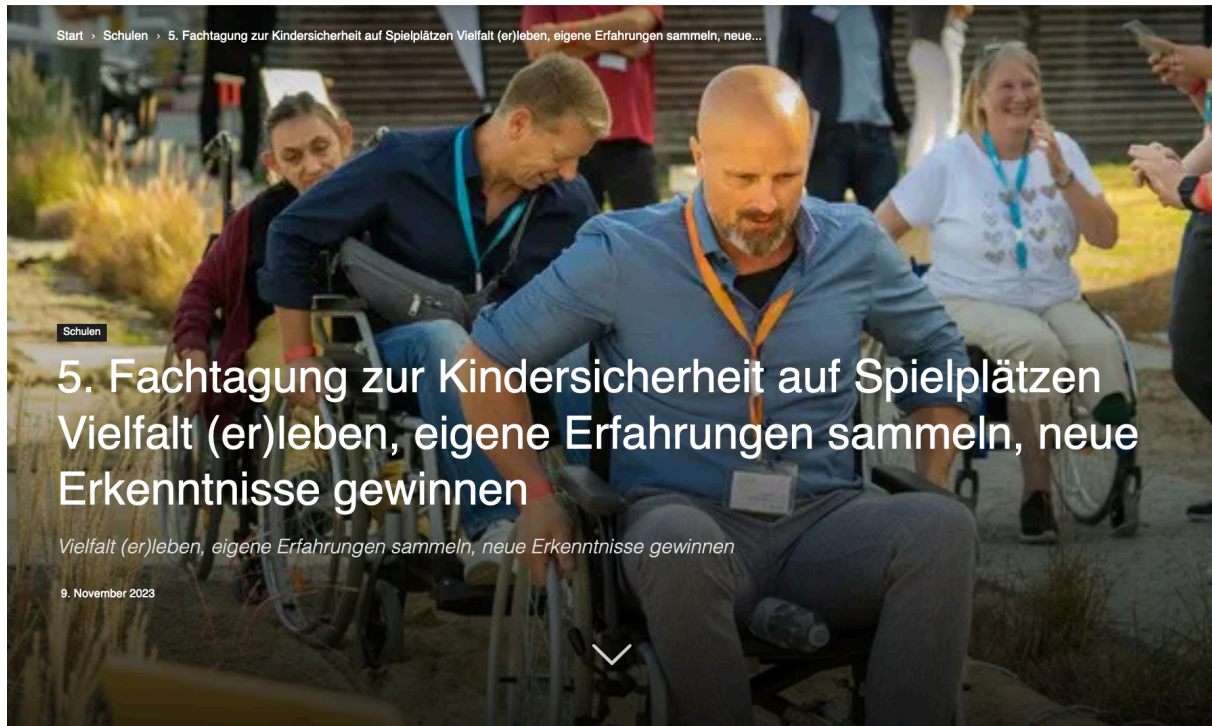 Start › Schulen › 5. Fachtagung zur Kindersicherheit auf Spielplätzen Vielfalt (er)leben, eigene Erfahrungen sammeln, neue...
Schulen
5. Fachtagung zur Kindersicherheit auf Spielplätzen
Vielfalt (er)leben, eigene Erfahrungen sammeln, neue
Erkenntnisse gewinnen
Vielfalt (er)leben, eigene Erfahrungen sammeln, neue Erkenntnisse gewinnen
9. November 2023